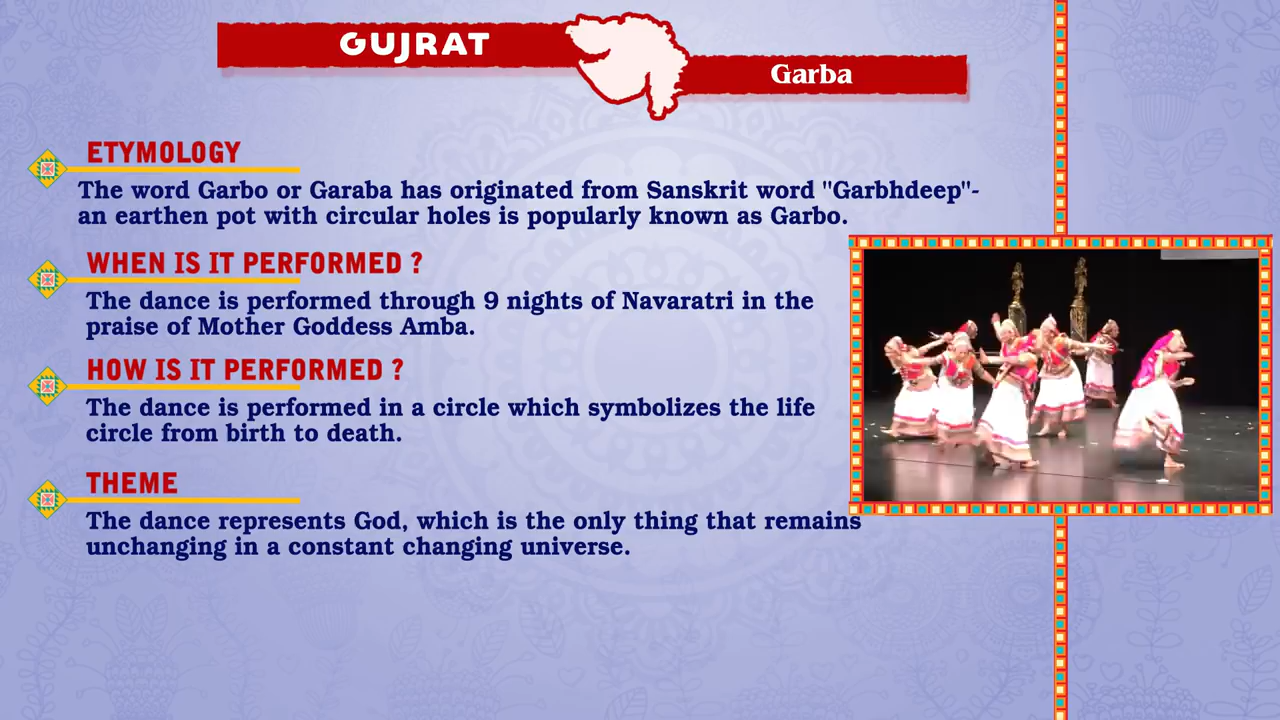 GUJRAT
Garba
ETYMOLOGY
The word Garbo or Garaba has originated from Sanskrit word "Garbhdeep"-
an earthen pot with circular holes is popularly known as Garbo.
WHEN IS IT PERFORMED ?
The dance is performed through 9 nights of Navaratri in the
praise of Mother Goddess Amba.
HOW IS IT PERFORMED ?
The dance is performed in a circle which symbolizes the life
circle from birth to death.
THEME
The dance represents God, which is the only thing that remains
unchanging in a constant changing universe.